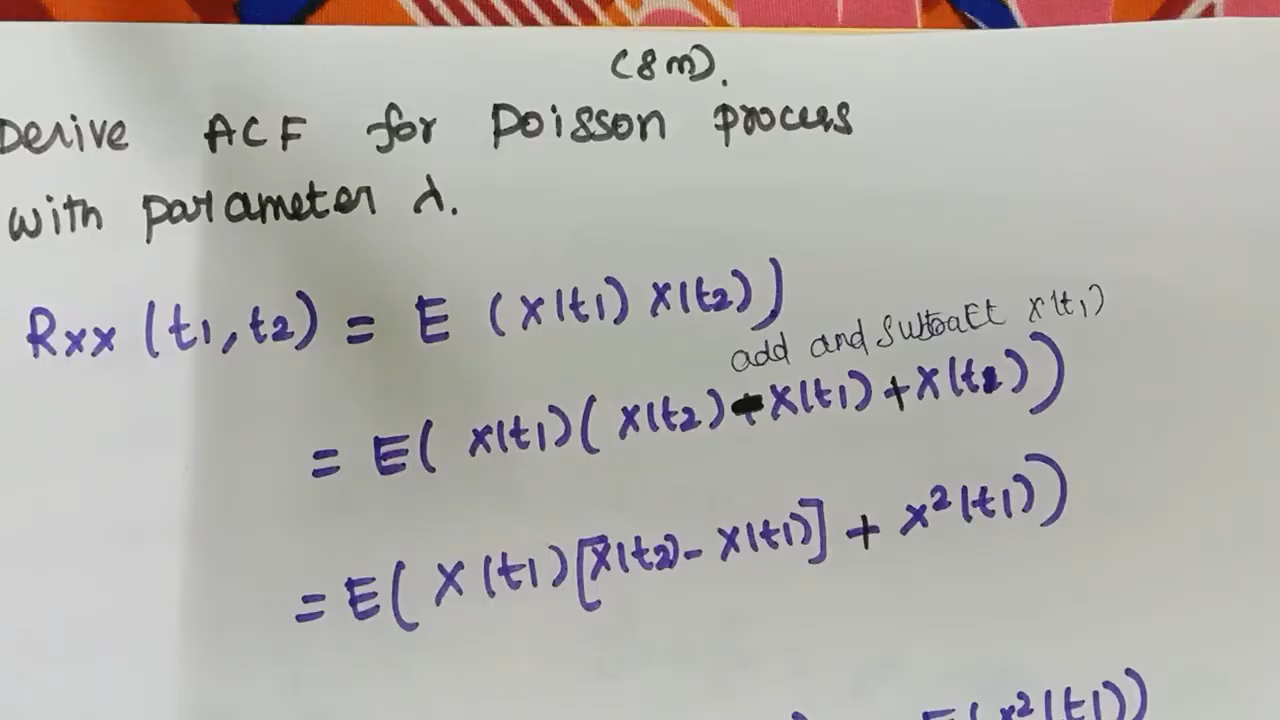 (8m).
Derive ACF for Poisson process
with parameter λ.
Rxx (t1, t2) = E (X(t1) X(t2))
add and subtract X(t1)
= E( X(t1) ( X(t2) - X(t1) + X(t2) )
= E( X(t1) [X(t2) - X(t1)] + X²(t1) )
E( X²(t1))